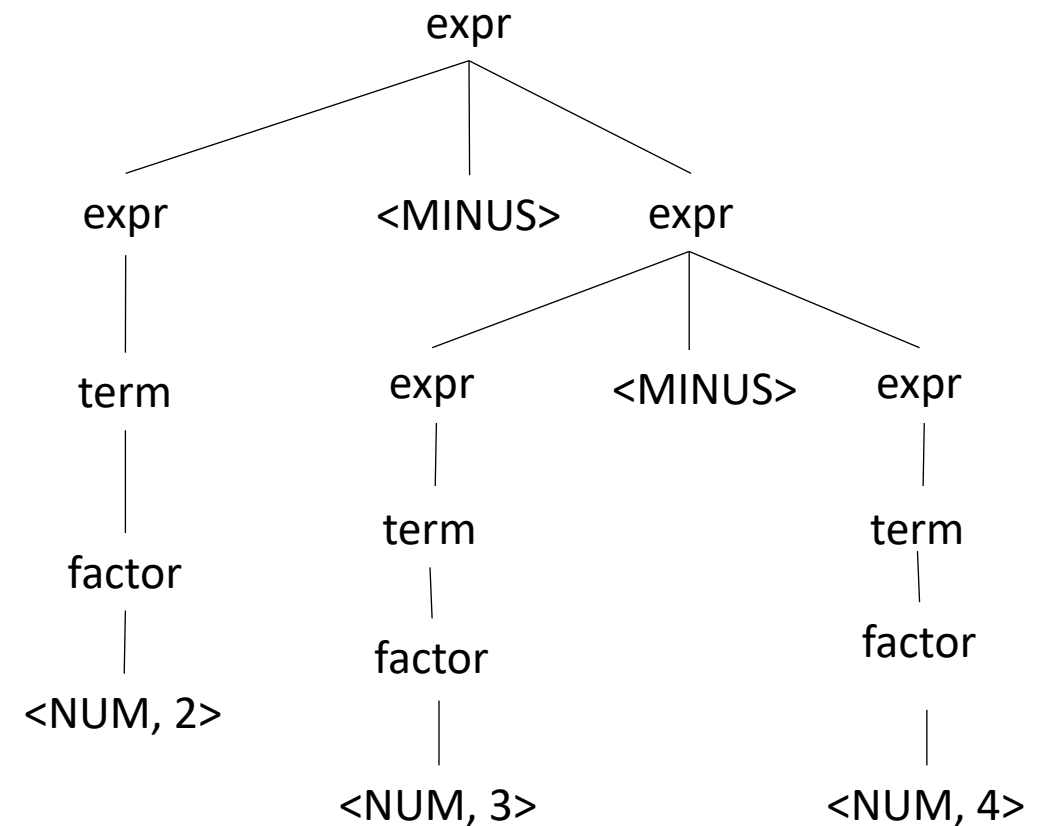 expr
expr <MINUS> expr
term expr <MINUS> expr
factor term term
<NUM, 2> factor factor
<NUM, 3> <NUM, 4>